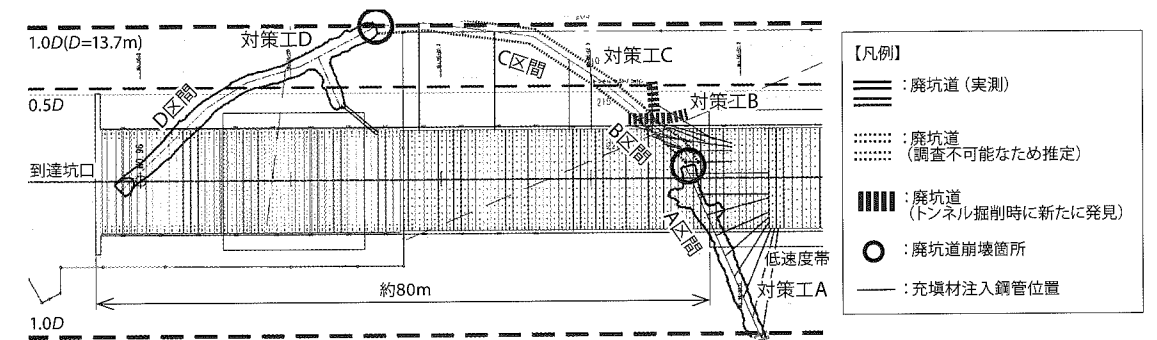 1.0D(D=13.7m)
対策工D
対策工C
C区間
0.5D
D区間
対策工B
B区間
到達坑口
A区間
低速度帯
約80m
対策工A
1.0D
【凡例】
:廃坑道(実測)
:廃坑道
(調査不可能なため推定)
:廃坑道
(トンネル掘削時に新たに発見)
:廃坑道崩壊箇所
:充填材注入鋼管位置